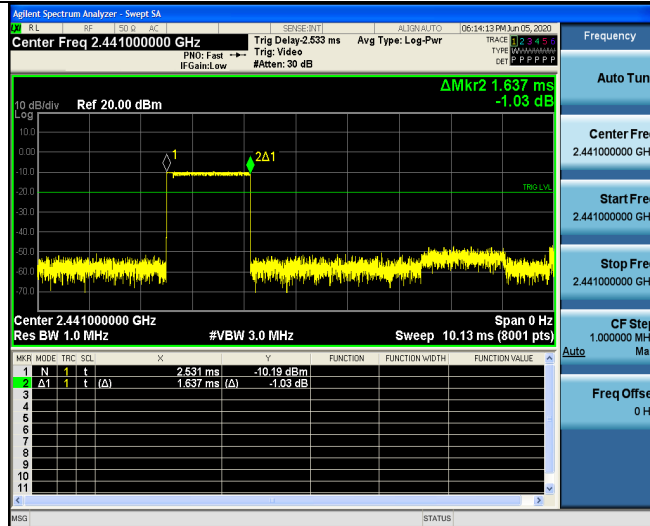 Agilent Spectrum Analyzer - Swept SA
LXI RL RF 50 Ω AC SENSE:INT ALIGN AUTO 06:14:13 PM Jun 05, 2020
Center Freq 2.441000000 GHz PNO: Fast IFGain:Low Trig Delay-2.533 ms Trig: Video #Atten: 30 dB Avg Type: Log-Pwr
TRACE 1 2 3 4 5 6
TYPE
DET P P P P P P
ΔMkr2 1.637 ms
-1.03 dB
10 dB/div Ref 20.00 dBm
Log
10.0
0.00
-10.0
-20.0
-30.0
-40.0
-50.0
-60.0
-70.0
1
2Δ1
TRIG LVL
Center 2.441000000 GHz Span 0 Hz
Res BW 1.0 MHz #VBW 3.0 MHz Sweep 10.13 ms (8001 pts)
MKR MODE TRC SCL X Y FUNCTION FUNCTION WIDTH FUNCTION VALUE
1 N 1 t 2.531 ms -10.19 dBm
2 Δ1 1 t (Δ) 1.637 ms (Δ) -1.03 dB
3
4
5
6
7
8
9
10
11
MSG STATUS
Frequency
Auto Tun
Center Fre
2.441000000 GH
Start Fre
2.441000000 GH
Stop Fre
2.441000000 GH
CF Ste
1.000000 MH
Auto Ma
Freq Offse
0 H